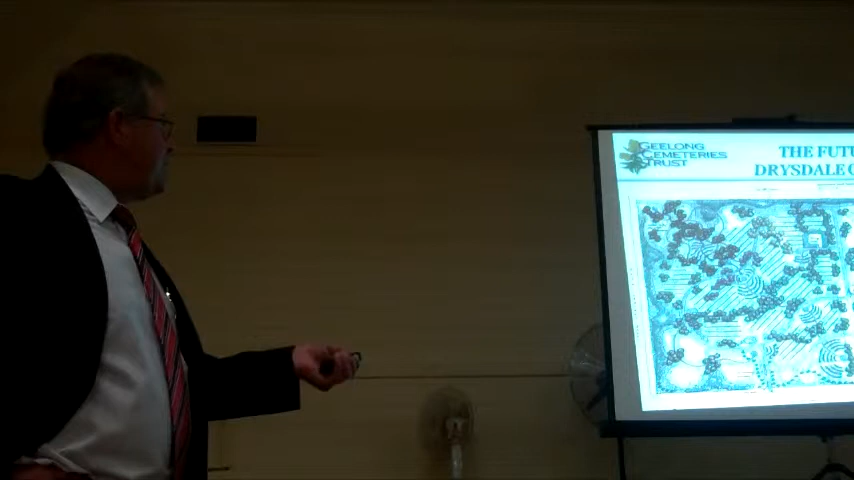 GEELONG
CEMETERIES
TRUST
THE FUTU
DRYSDALE C